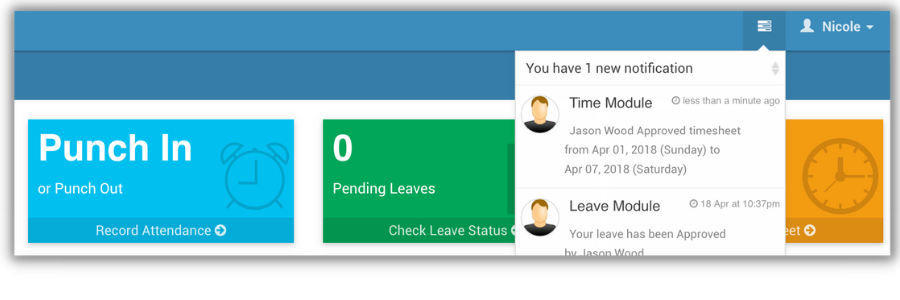 Nicole
You have 1 new notification
Time Module
less than a minute ago
Jason Wood Approved timesheet
from Apr 01, 2018 (Sunday) to
Apr 07, 2018 (Saturday)
Leave Module
18 Apr at 10:37pm
Your leave has been Approved
by Jason Wood
Punch In
or Punch Out
Record Attendance
0
Pending Leaves
Check Leave Status